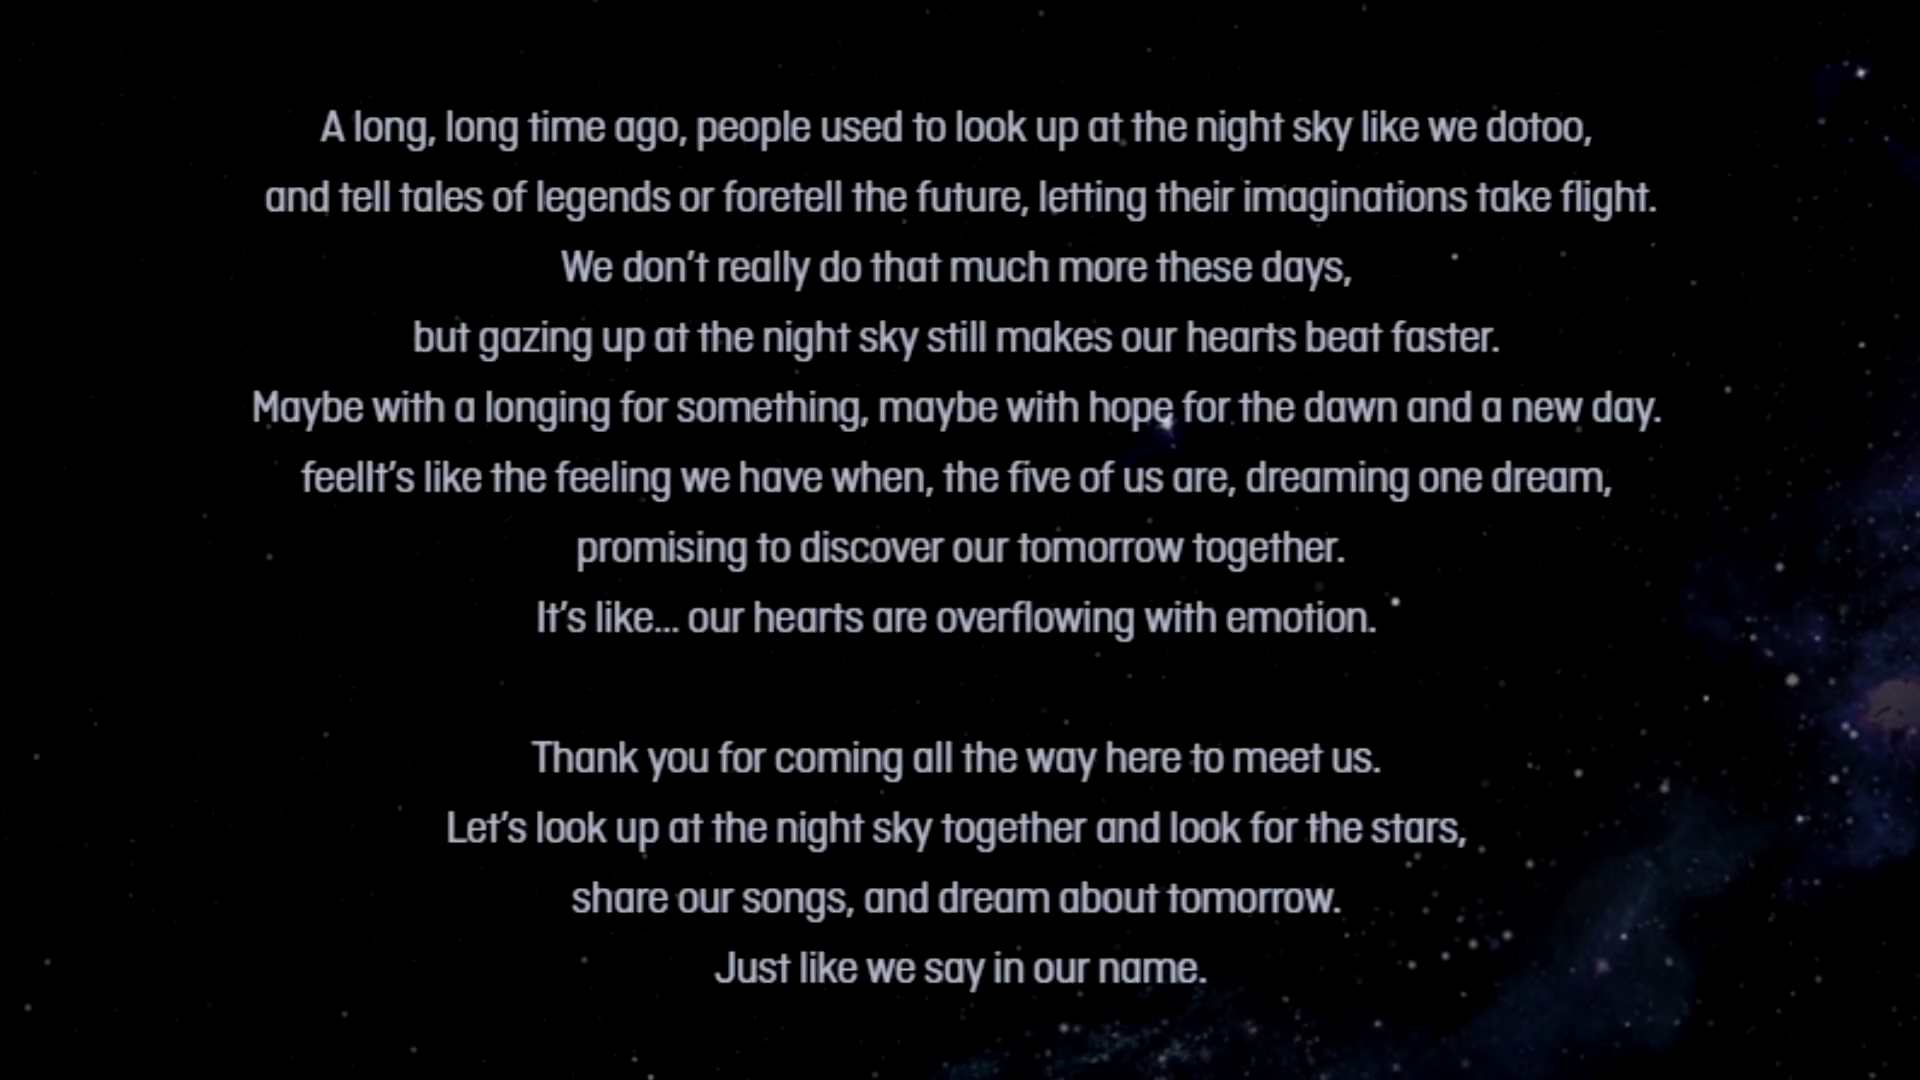 A long, long time ago, people used to look up at the night sky like we dotoo,
and tell tales of legends or foretell the future, letting their imaginations take flight.
We don’t really do that much more these days,
but gazing up at the night sky still makes our hearts beat faster.
Maybe with a longing for something, maybe with hope for the dawn and a new day.
feelIt’s like the feeling we have when, the five of us are, dreaming one dream,
promising to discover our tomorrow together.
It’s like... our hearts are overflowing with emotion.
Thank you for coming all the way here to meet us.
Let’s look up at the night sky together and look for the stars,
share our songs, and dream about tomorrow.
Just like we say in our name.